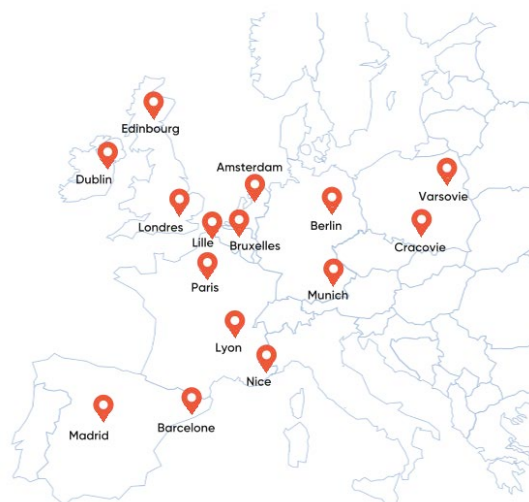 Edinbourg
Dublin
Amsterdam
Varsovie
Londres
Berlin
Lille
Bruxelles
Cracovie
Paris
Munich
Lyon
Nice
Madrid
Barcelone